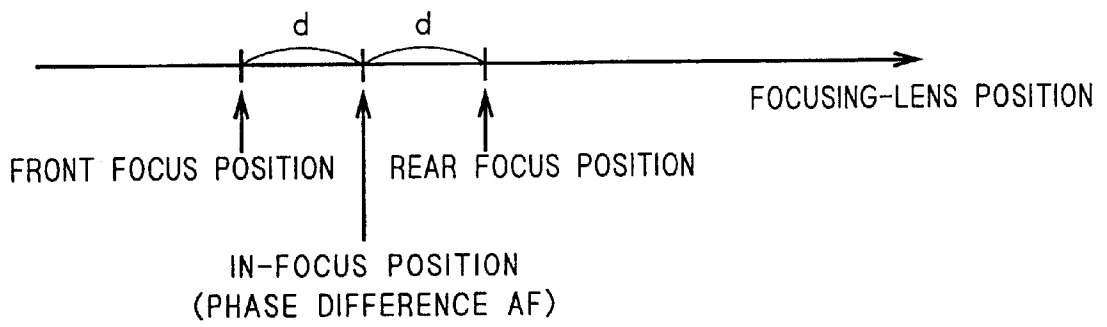 d d
FOCUSING-LENS POSITION
FRONT FOCUS POSITION REAR FOCUS POSITION
IN-FOCUS POSITION
(PHASE DIFFERENCE AF)